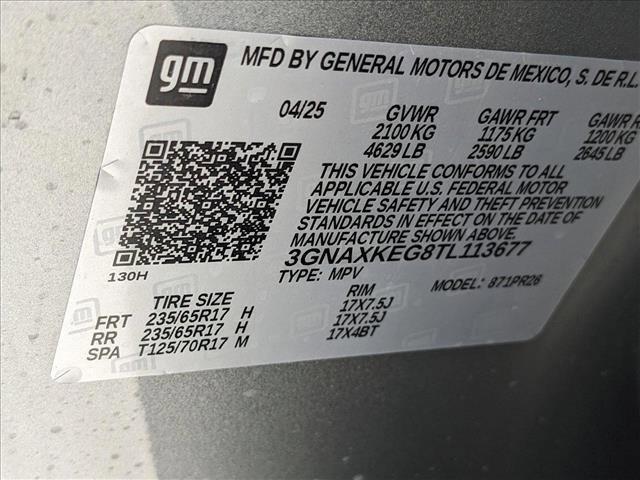 gm
MFD BY GENERAL MOTORS DE MEXICO, S. DE R.L.
04/25 GVWR GAWR FRT GAWR R
2100 KG 1175 KG 1200 K
4629 LB 2590 LB 2645 LB
THIS VEHICLE CONFORMS TO ALL
APPLICABLE U.S. FEDERAL MOTOR
VEHICLE SAFETY AND THEFT PREVENTION
STANDARDS IN EFFECT ON THE DATE OF
MANUFACTURE SHOWN ABOVE.
3GNAXKEG8TL113677
130H
TYPE: MPV MODEL: 871PR26
TIRE SIZE RIM
FRT 235/65R17 H 17X7.5J
RR 235/65R17 H 17X7.5J
SPA T125/70R17 M 17X4BT